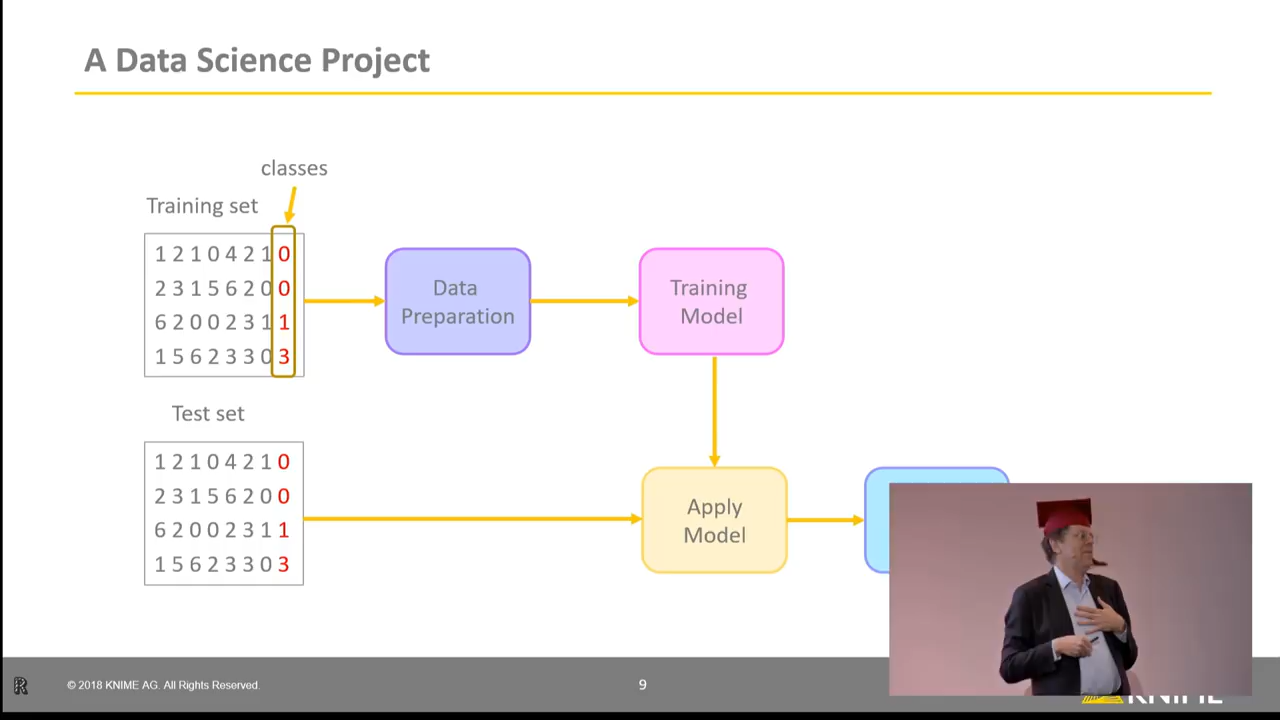 A Data Science Project
classes
Training set
1 2 1 0 4 2 1 0
2 3 1 5 6 2 0 0
6 2 0 0 2 3 1 1
1 5 6 2 3 3 0 3
Data
Preparation
Training
Model
Test set
1 2 1 0 4 2 1 0
2 3 1 5 6 2 0 0
6 2 0 0 2 3 1 1
1 5 6 2 3 3 0 3
Apply
Model
© 2018 KNIME AG. All Rights Reserved.
9
KNIME